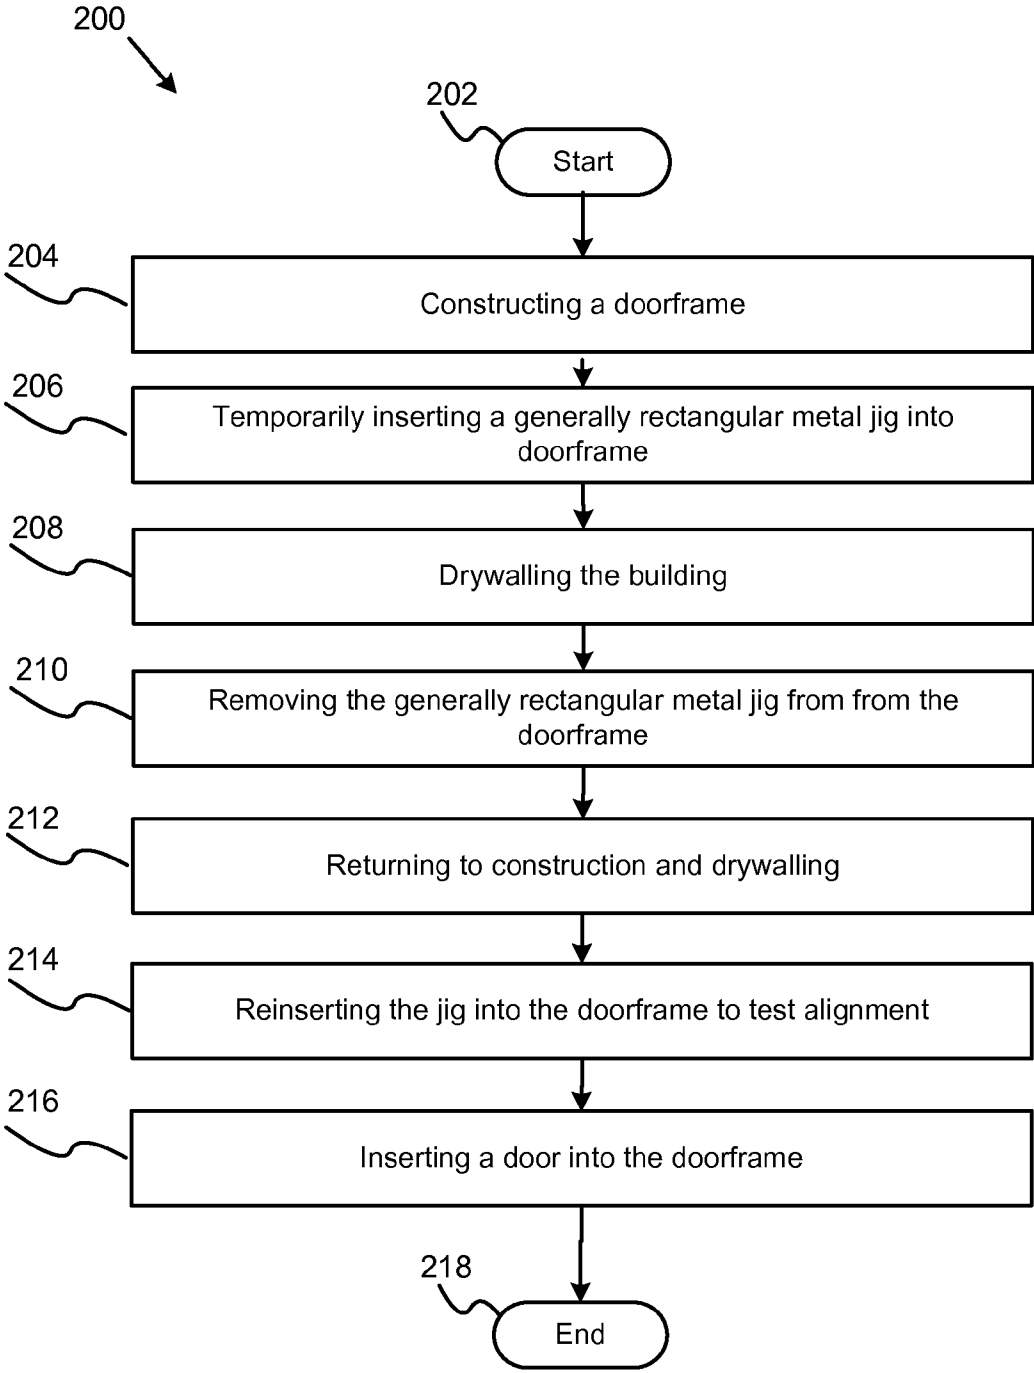 200
202
Start
204
Constructing a doorframe
206
Temporarily inserting a generally rectangular metal jig into
doorframe
208
Drywalling the building
210
Removing the generally rectangular metal jig from from the
doorframe
212
Returning to construction and drywalling
214
Reinserting the jig into the doorframe to test alignment
216
Inserting a door into the doorframe
218
End